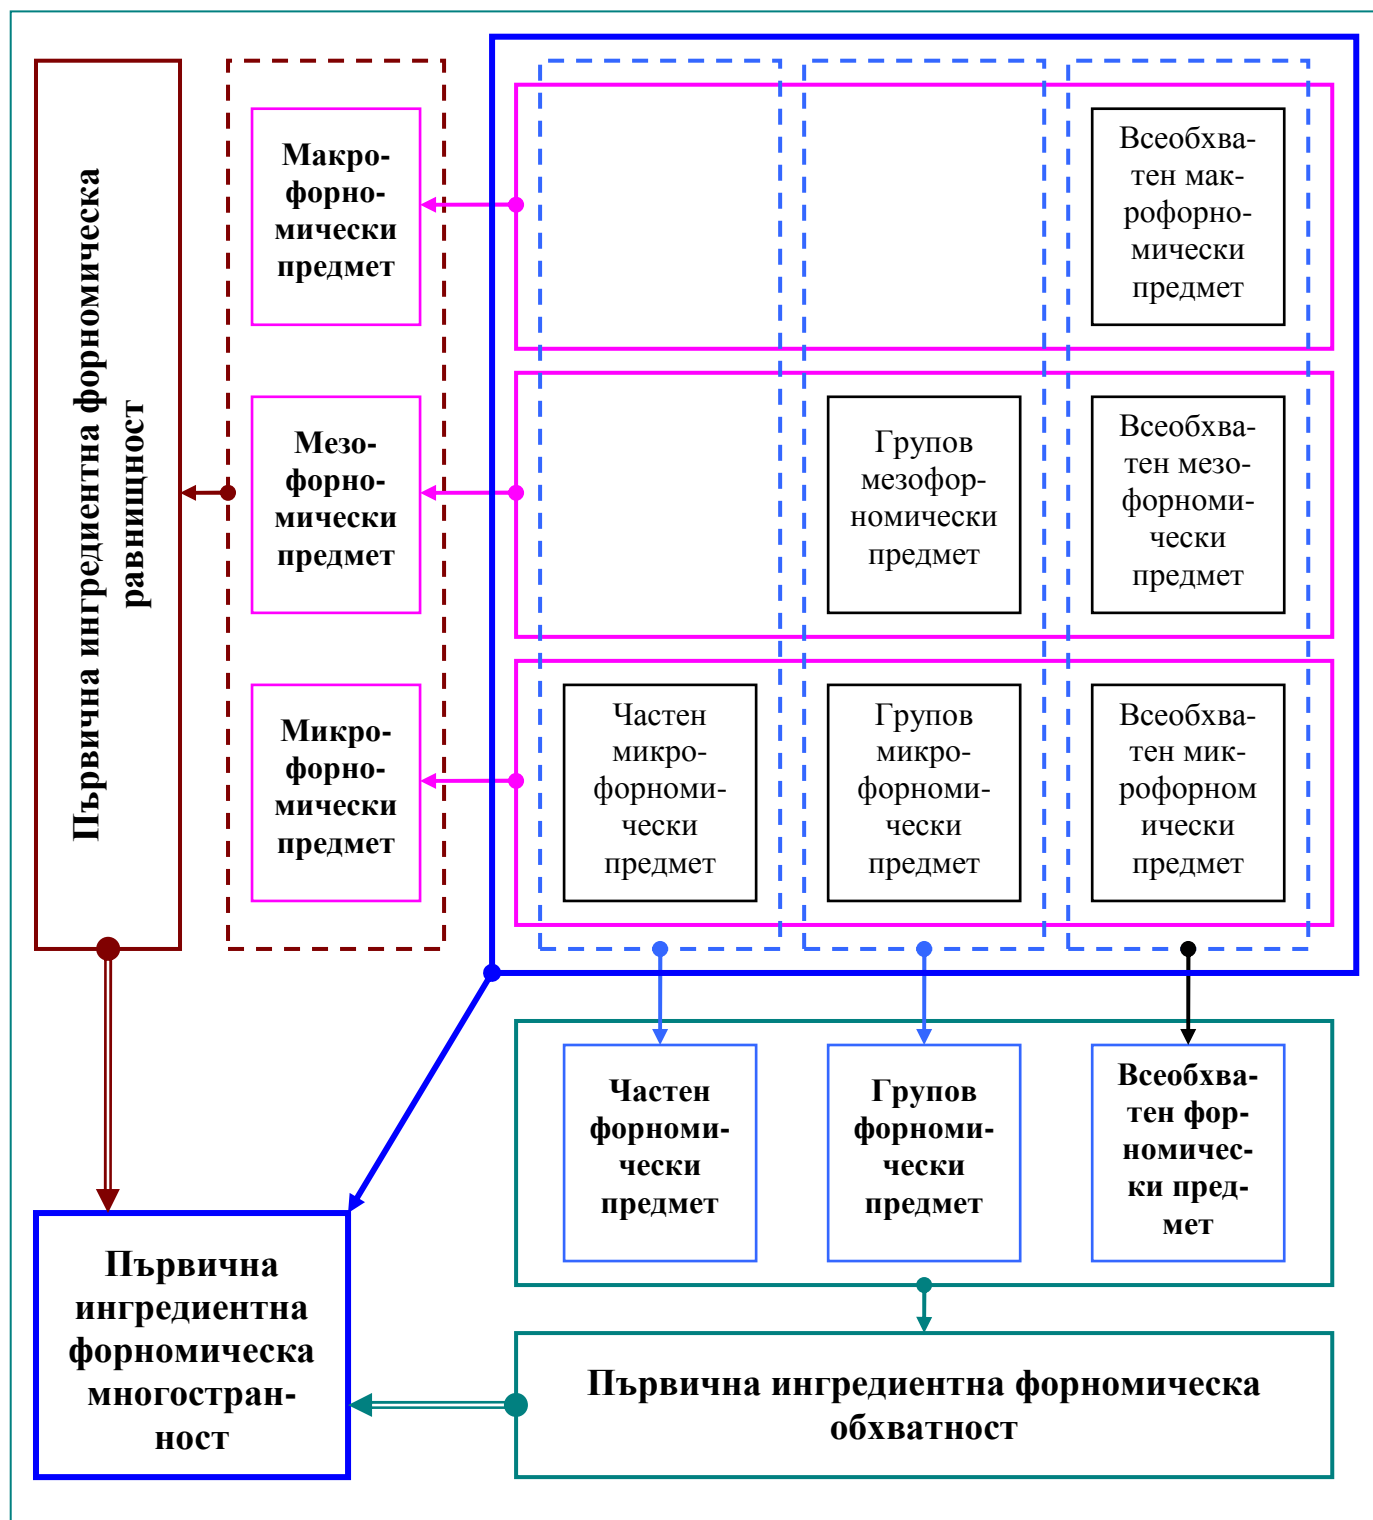 Първична ингредиентна форномическа
равнищност
Макро-
форно-
мически
предмет
Всеобхва-
тен мак-
рофорно-
мически
предмет
Мезо-
форно-
мически
предмет
Групов
мезофор-
номически
предмет
Всеобхва-
тен мезо-
форноми-
чески
предмет
Микро-
форно-
мически
предмет
Частен
микро-
форноми-
чески
предмет
Групов
микро-
форноми-
чески
предмет
Всеобхва-
тен мик-
рофорном
ически
предмет
Частен
форноми-
чески
предмет
Групов
форноми-
чески
предмет
Всеобхва-
тен фор-
номичес-
ки пред-
мет
Първична
ингредиентна
форномическа
многостран-
ност
Първична ингредиентна форномическа
обхватност